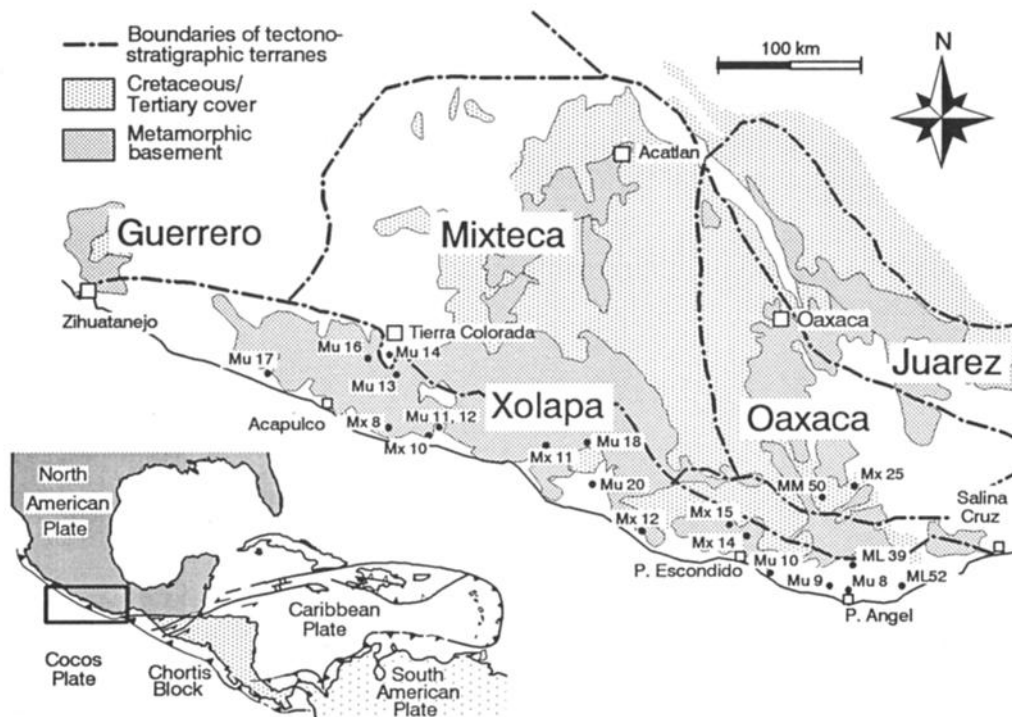 Boundaries of tectono-
stratigraphic terranes
Cretaceous/
Tertiary cover
Metamorphic
basement
100 km
N
Acatlan
Guerrero
Mixteca
Zihuatanejo
Tierra Colorada
Oaxaca
Mu 16
Mu 14
Mu 17
Mu 13
Juarez
Xolapa
Acapulco
Mx 8
Mu 11, 12
Oaxaca
Mx 10
Mx 11
Mu 18
Mu 20
MM 50
Mx 25
Mx 15
Salina
Cruz
Mx 12
Mx 14
P. Escondido
Mu 10
ML 39
Mu 9
Mu 8
ML52
P. Angel
North
American
Plate
Caribbean
Plate
Cocos
Plate
Chortis
Block
South
American
Plate